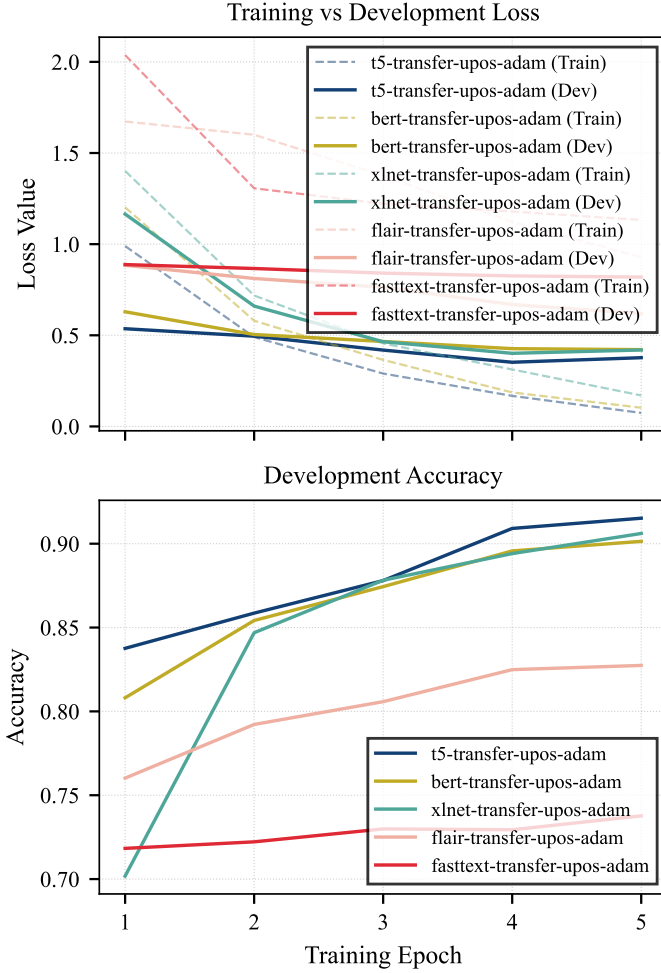 Training vs Development Loss
Loss Value
2.0
1.5
1.0
0.5
0.0
t5-transfer-upos-adam (Train)
t5-transfer-upos-adam (Dev)
bert-transfer-upos-adam (Train)
bert-transfer-upos-adam (Dev)
xlnet-transfer-upos-adam (Train)
xlnet-transfer-upos-adam (Dev)
flair-transfer-upos-adam (Train)
flair-transfer-upos-adam (Dev)
fasttext-transfer-upos-adam (Train)
fasttext-transfer-upos-adam (Dev)
Development Accuracy
Accuracy
0.90
0.85
0.80
0.75
0.70
t5-transfer-upos-adam
bert-transfer-upos-adam
xlnet-transfer-upos-adam
flair-transfer-upos-adam
fasttext-transfer-upos-adam
1 2 3 4 5
Training Epoch